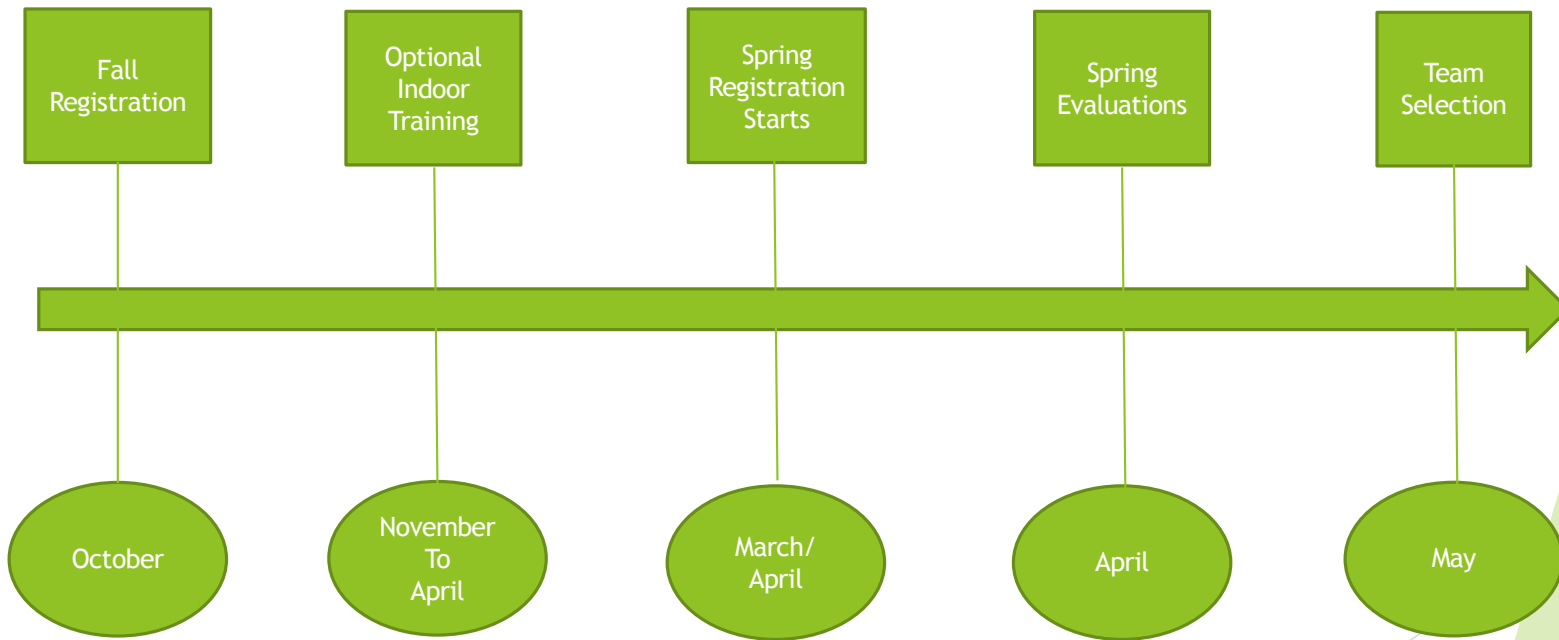 Fall
Registration
Optional
Indoor
Training
Spring
Registration
Starts
Spring
Evaluations
Team
Selection
October
November
To
April
March/
April
April
May